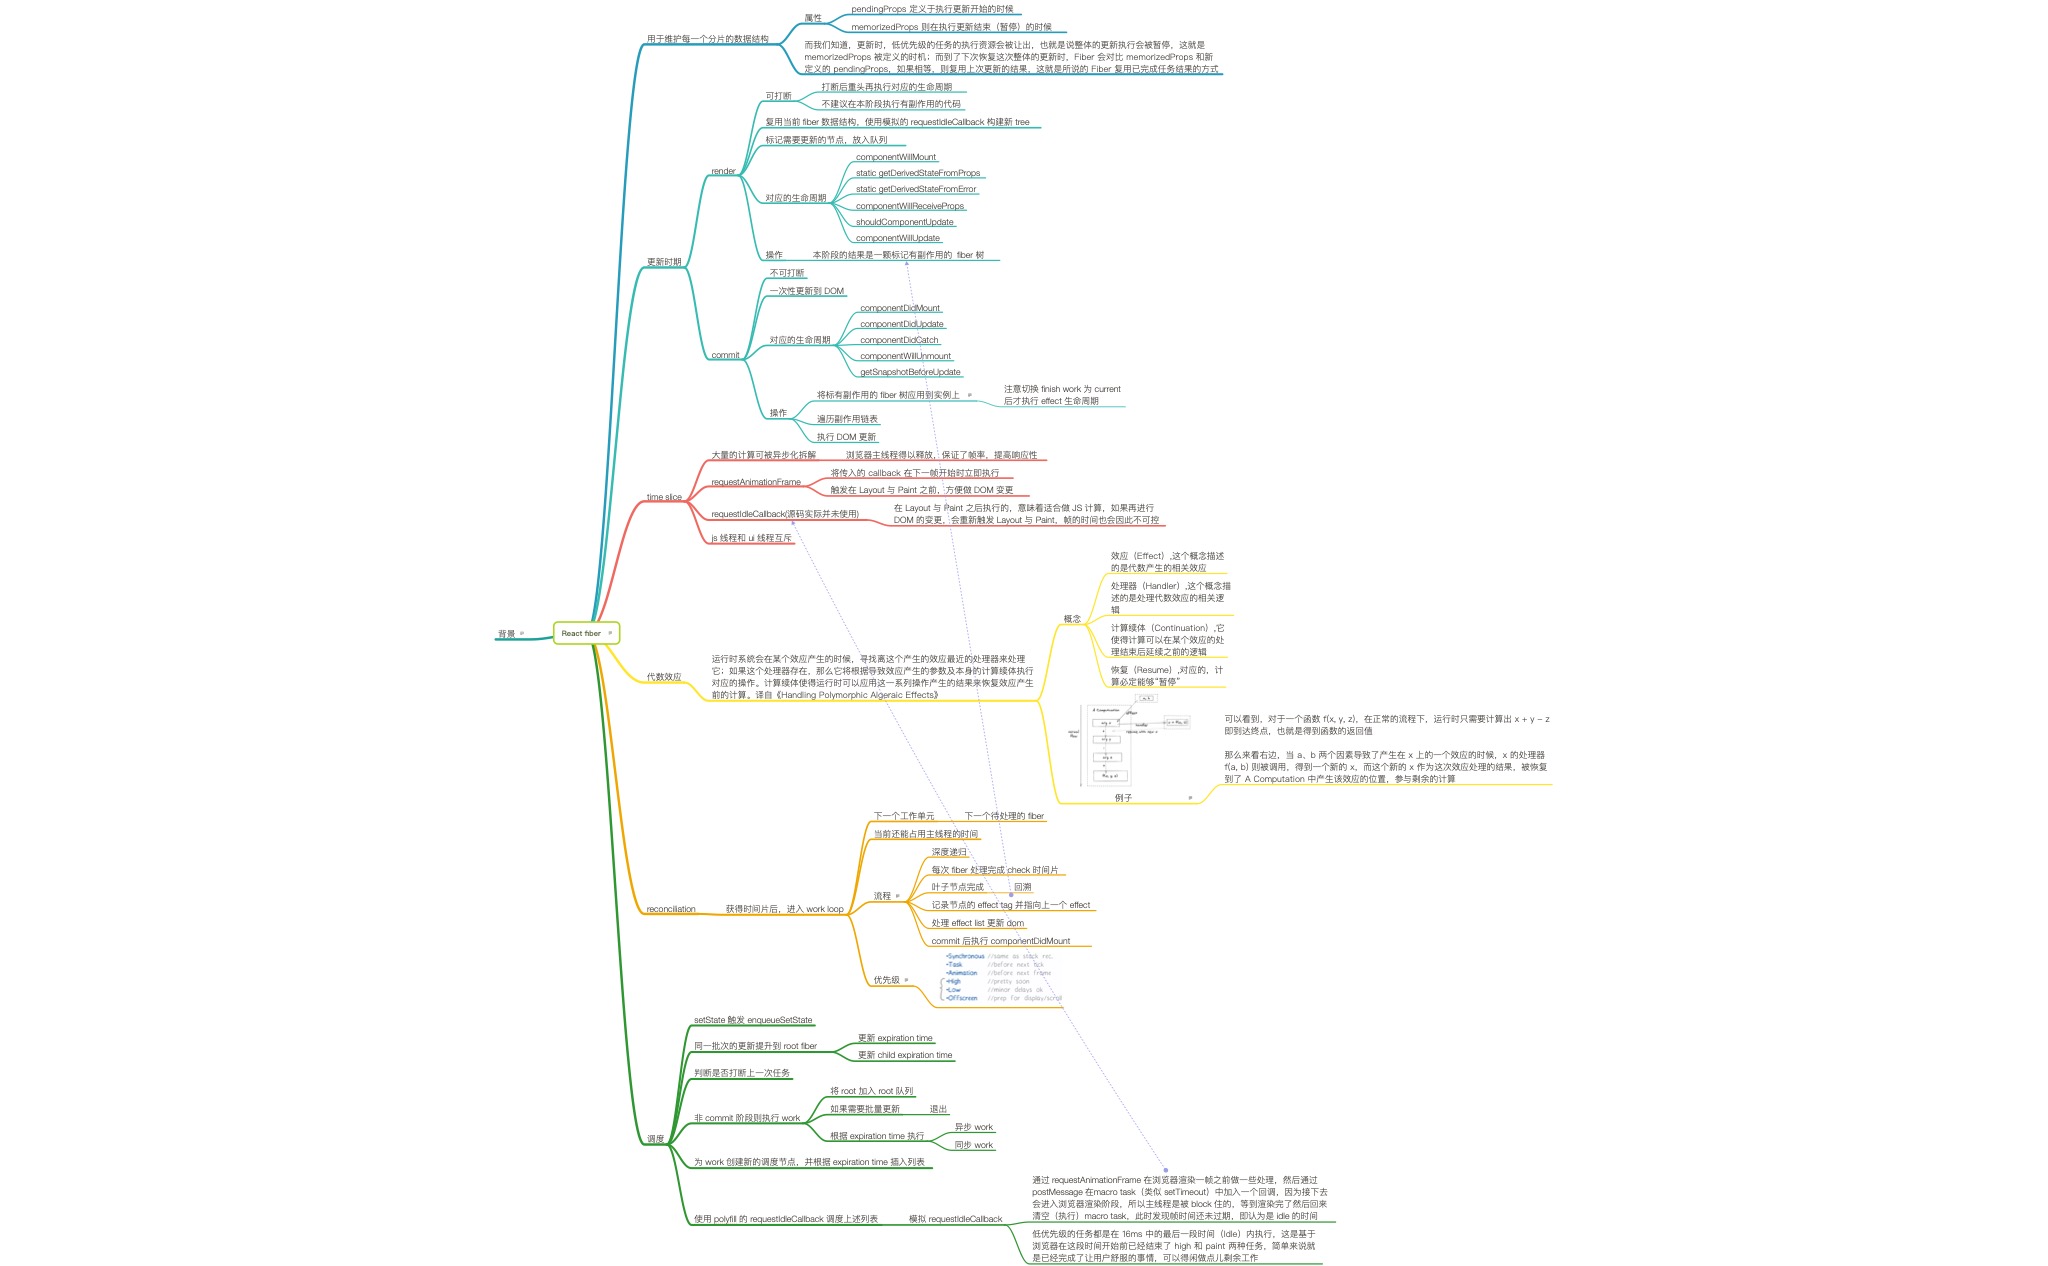 属性
pendingProps 定义于执行更新开始的时候
memorizedProps 则在执行更新结束（暂停）的时候
用于维护每一个分片的数据结构
而我们知道，更新时，低优先级的任务的执行资源会被让出，也就是说整体的更新执行会被暂停，这就是
memorizedProps 被定义的时机；而到了下次恢复这次整体的更新时，Fiber 会对比 memorizedProps 和新
定义的 pendingProps，如果相等，则复用上次更新的结果，这就是所说的 Fiber 复用已完成任务结果的方式
可打断
打断后重头再执行对应的生命周期
不建议在本阶段执行有副作用的代码
复用当前 fiber 数据结构，使用模拟的 requestIdleCallback 构建新 tree
标记需要更新的节点，放入队列
render
对应的生命周期
componentWillMount
static getDerivedStateFromProps
static getDerivedStateFromError
componentWillReceiveProps
shouldComponentUpdate
componentWillUpdate
操作
本阶段的结果是一颗标记有副作用的 fiber 树
更新时期
不可打断
一次性更新到 DOM
commit
对应的生命周期
componentDidMount
componentDidUpdate
componentDidCatch
componentWillUnmount
getSnapshotBeforeUpdate
操作
将标有副作用的 fiber 树应用到实例上
注意切换 finish work 为 current
后才执行 effect 生命周期
遍历副作用链表
执行 DOM 更新
time slice
大量的计算可被异步化拆解
浏览器主线程得以释放，保证了帧率，提高响应性
requestAnimationFrame
将传入的 callback 在下一帧开始时立即执行
触发在 Layout 与 Paint 之前，方便做 DOM 变更
requestIdleCallback(源码实际并未使用)
在 Layout 与 Paint 之后执行的，意味着适合做 JS 计算，如果再进行
DOM 的变更，会重新触发 Layout 与 Paint，帧的时间也会因此不可控
js 线程和 ui 线程互斥
背景
React fiber
代数效应
运行时系统会在某个效应产生的时候，寻找离这个产生的效应最近的处理器来处理
它；如果这个处理器存在，那么它将根据导致效应产生的参数及本身的计算续体执行
对应的操作。计算续体使得运行时可以应用这一系列操作产生的结果来恢复效应产生
前的计算。译自《Handling Polymorphic Algeraic Effects》
概念
效应（Effect）,这个概念描述
的是代数产生的相关效应
处理器（Handler）,这个概念描
述的是处理代数效应的相关逻
辑
计算续体（Continuation）,它
使得计算可以在某个效应的处
理结束后延续之前的逻辑
恢复（Resume）,对应的，计
算必定能够“暂停”
A Computation
例子
可以看到，对于一个函数 f(x, y, z)，在正常的流程下，运行时只需要计算出 x + y − z
即到达终点，也就是得到函数的返回值
那么来看右边，当 a、b 两个因素导致了产生在 x 上的一个效应的时候，x 的处理器
f(a, b) 则被调用，得到一个新的 x，而这个新的 x 作为这次效应处理的结果，被恢复
到了 A Computation 中产生该效应的位置，参与剩余的计算
reconciliation
获得时间片后，进入 work loop
下一个工作单元
下一个待处理的 fiber
当前还能占用主线程的时间
流程
深度递归
每次 fiber 处理完成 check 时间片
叶子节点完成
回溯
记录节点的 effect tag 并指向上一个 effect
处理 effect list 更新 dom
commit 后执行 componentDidMount
优先级
•Synchronous //same as stack rec.
•Task //before next tick
•Animation //before next frame
•High //pretty soon
•Low //minor delays ok
•Offscreen //prep for display/scroll
调度
setState 触发 enqueueSetState
同一批次的更新提升到 root fiber
更新 expiration time
更新 child expiration time
判断是否打断上一次任务
非 commit 阶段则执行 work
将 root 加入 root 队列
如果需要批量更新
退出
根据 expiration time 执行
异步 work
同步 work
为 work 创建新的调度节点，并根据 expiration time 插入列表
使用 polyfill 的 requestIdleCallback 调度上述列表
模拟 requestIdleCallback
通过 requestAnimationFrame 在浏览器渲染一帧之前做一些处理，然后通过
postMessage 在macro task（类似 setTimeout）中加入一个回调，因为接下去
会进入浏览器渲染阶段，所以主线程是被 block 住的，等到渲染完了然后回来
清空（执行）macro task，此时发现帧时间还未过期，即认为是 idle 的时间
低优先级的任务都是在 16ms 中的最后一段时间（Idle）内执行，这是基于
浏览器在这段时间开始前已经结束了 high 和 paint 两种任务，简单来说就
是已经完成了让用户舒服的事情，可以得闲做点儿剩余工作